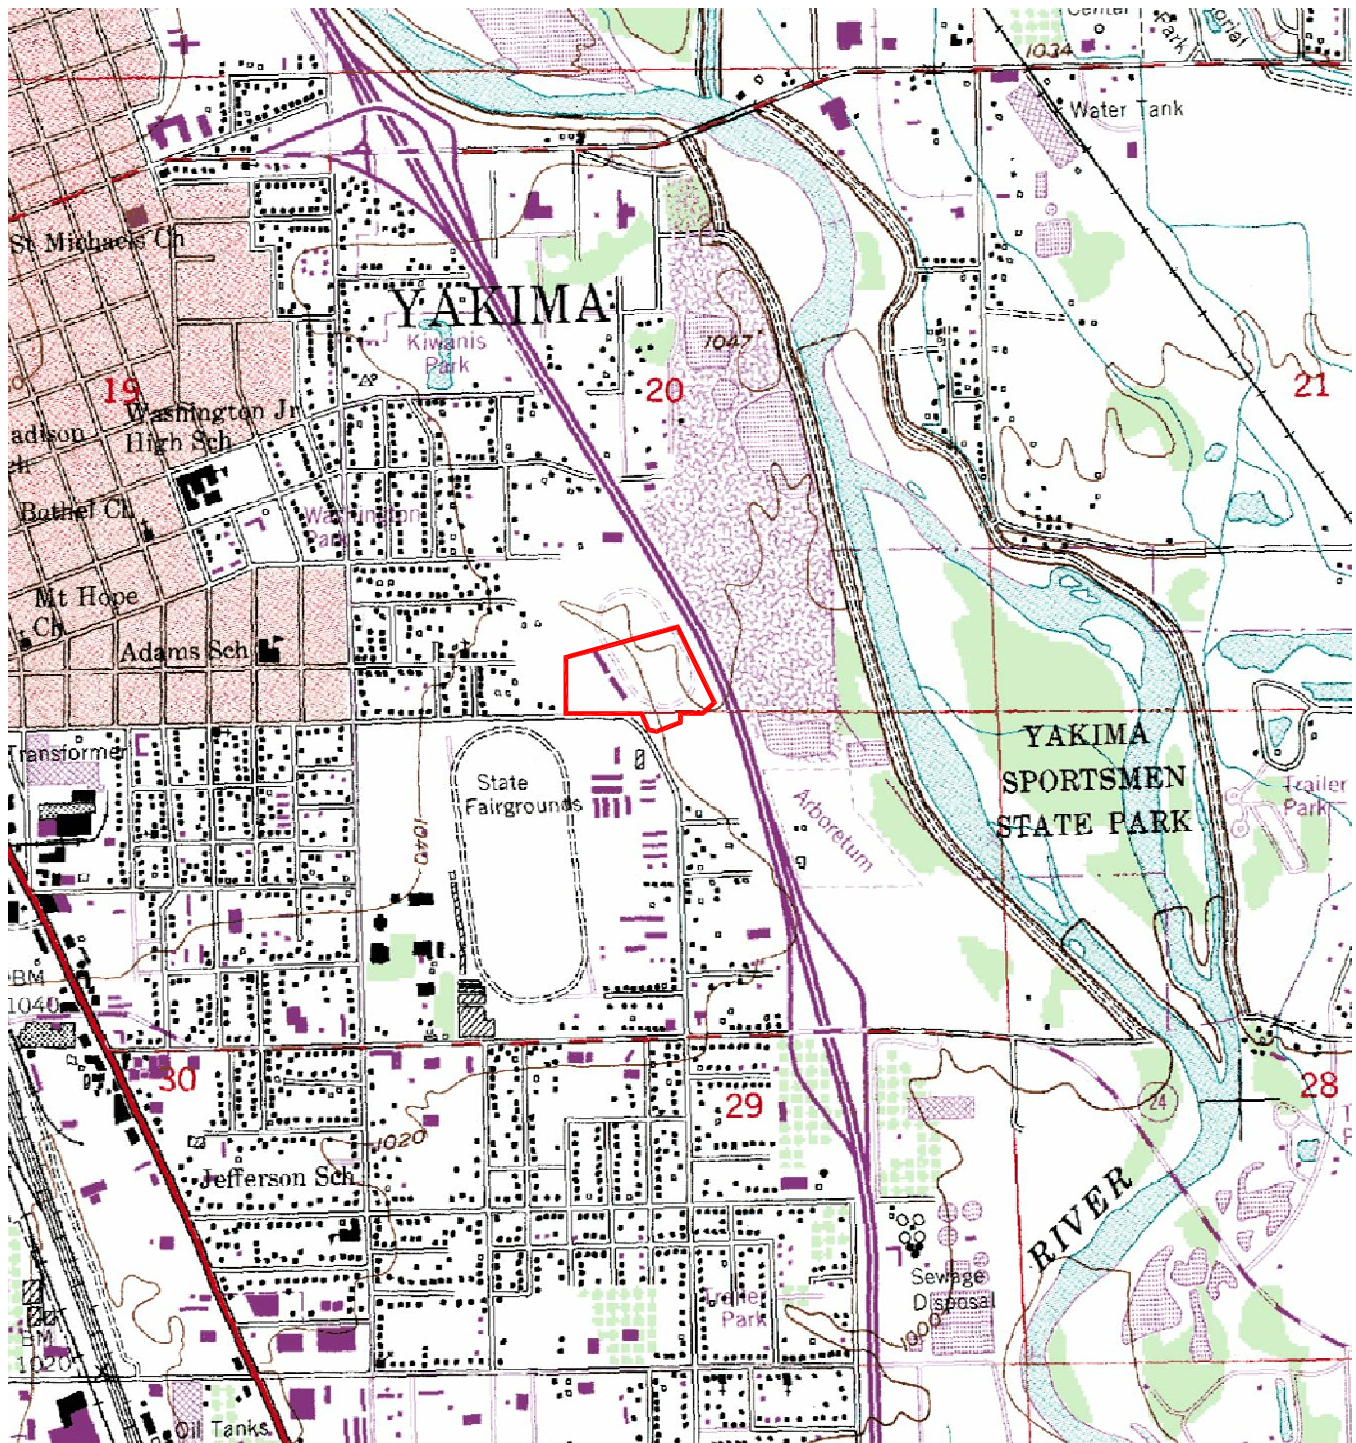 Center
Park
1034
Water Tank
St Michaels Ch
YAKIMA
Kiwanis
Park
1047
19
20
21
Washington Jr
High Sch
Bethel Ch
Washington
Park
Mt Hope
Ch
Adams Sch
Transformer
State
Fairgrounds
1040
Arboretum
YAKIMA
SPORTSMEN
STATE PARK
Trailer
Park
BM
1040
30
29
28
24
1020
Jefferson Sch
RIVER
Sewage
Disposal
1000
Trailer
Park
BM
1020
Oil Tanks